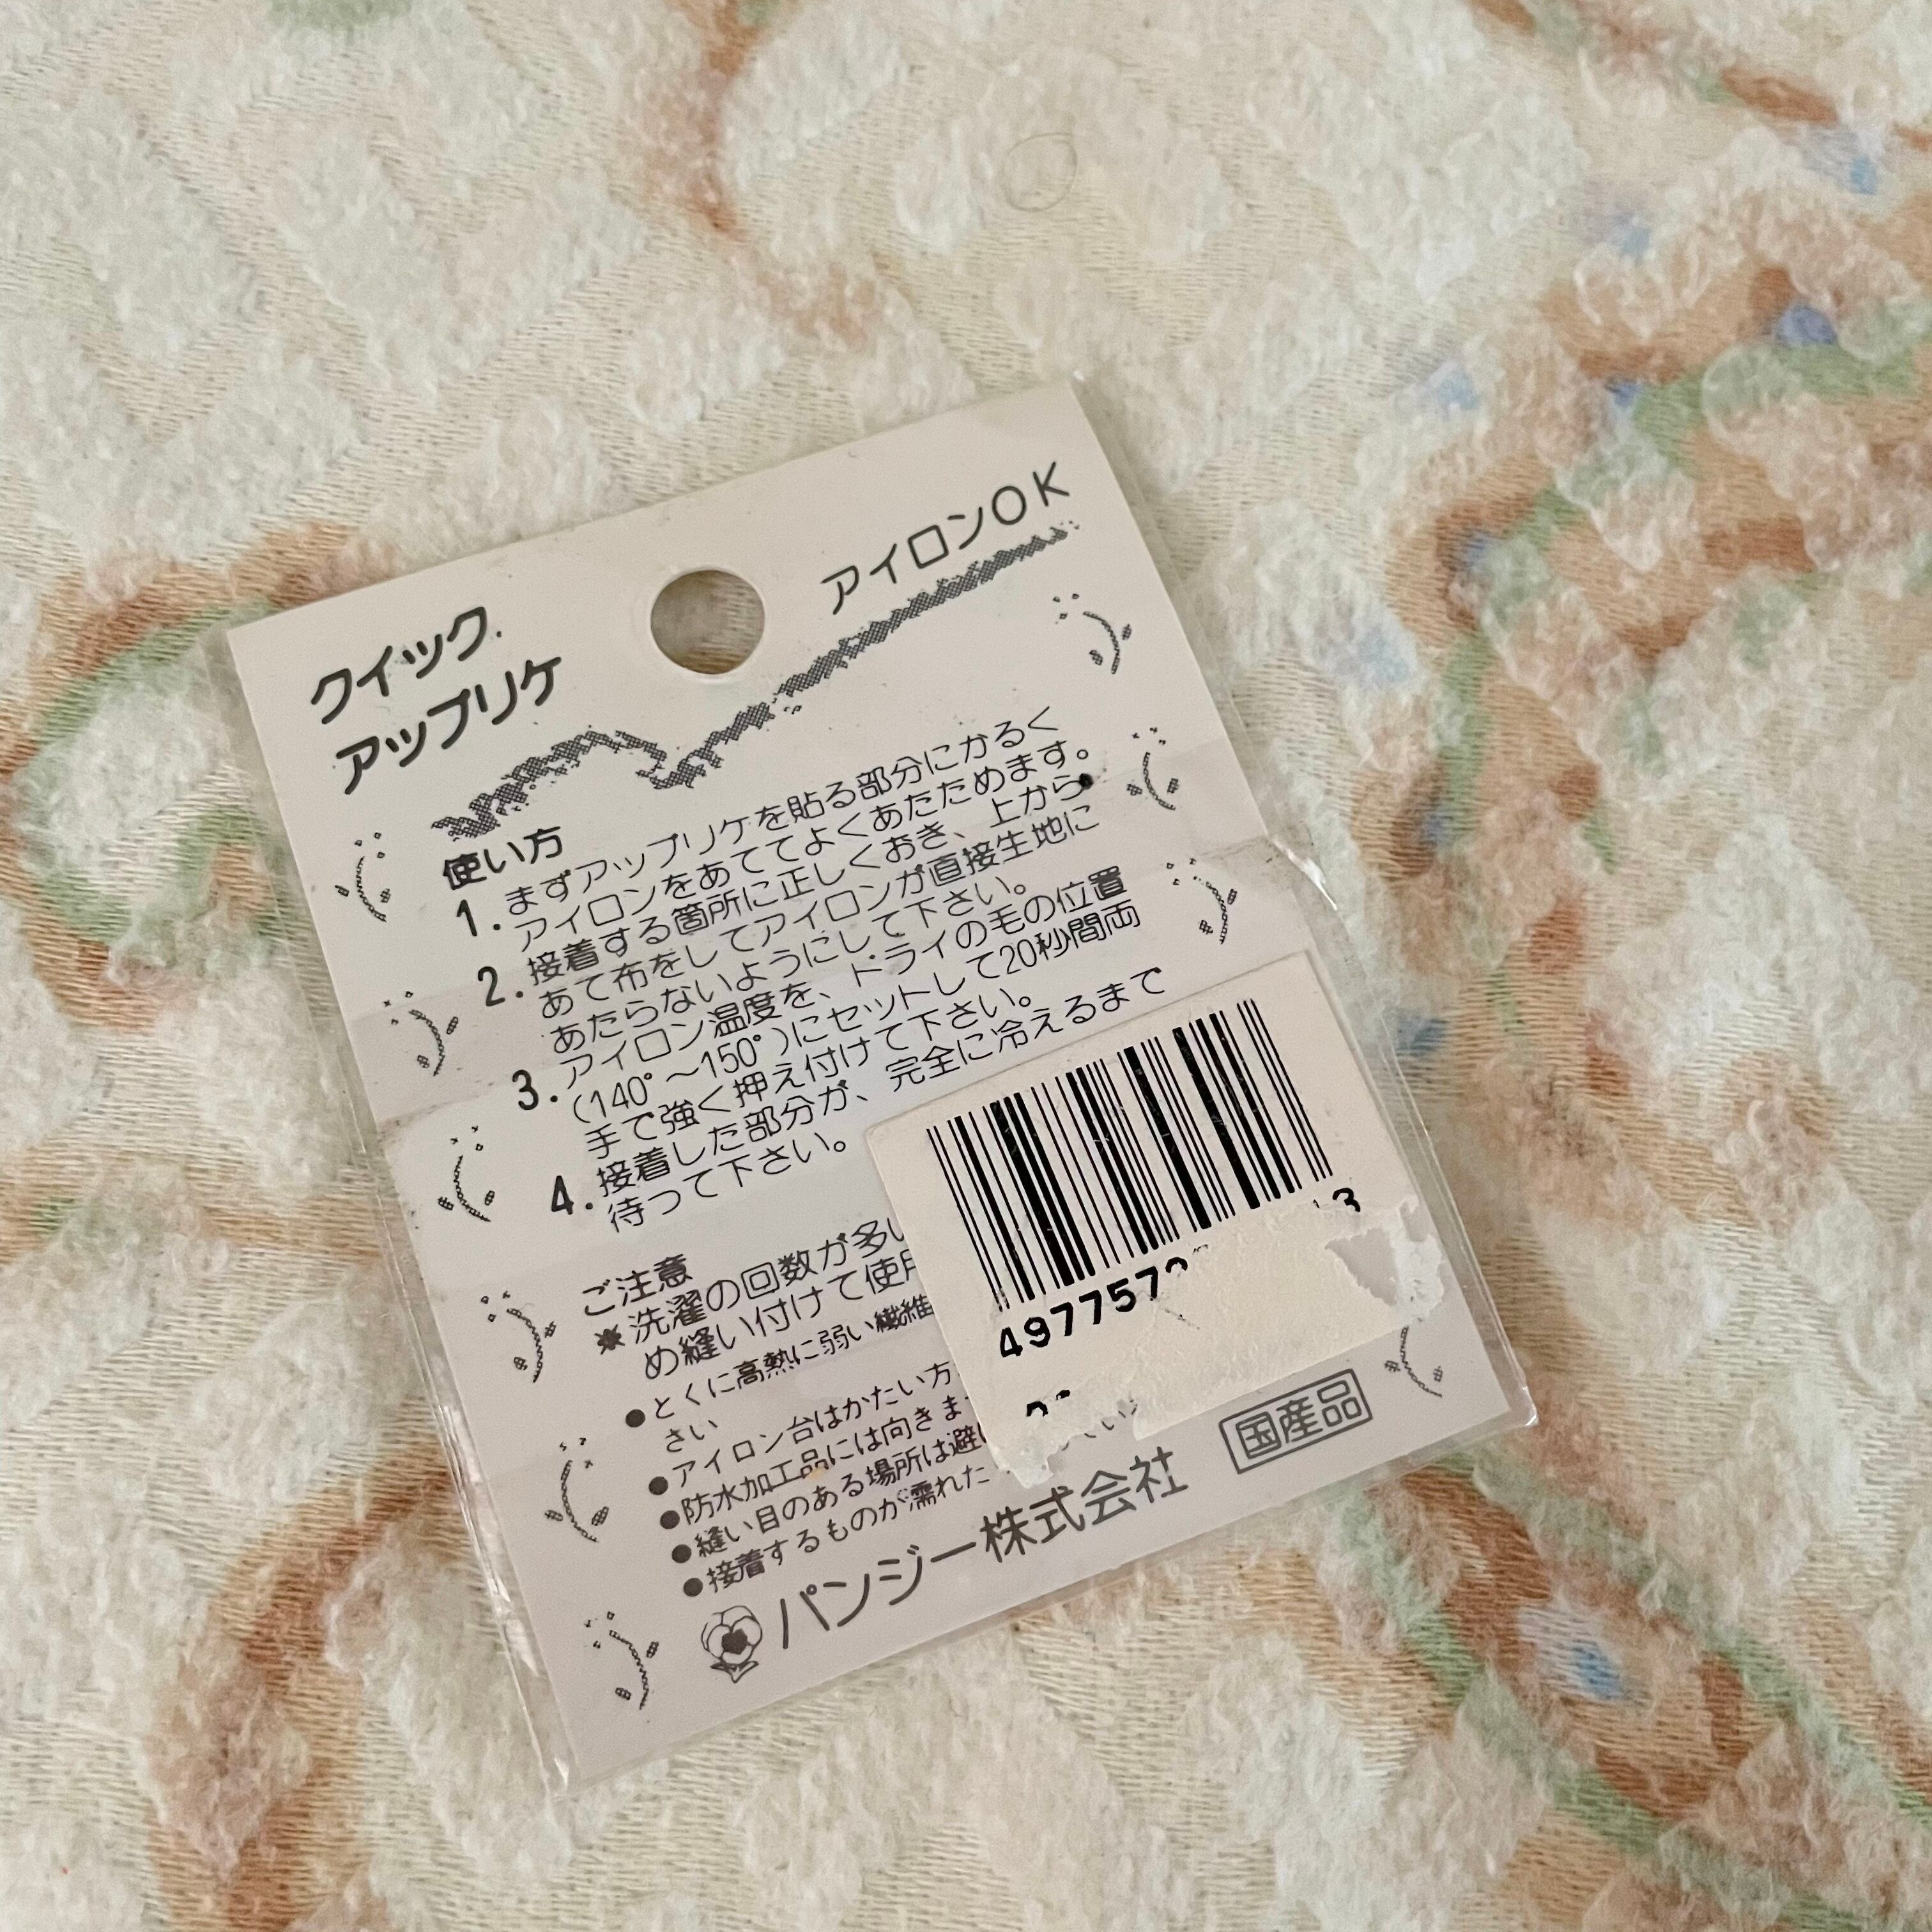 クイック
アップリケ
アイロンOK
使い方
1. まずアップリケを貼る部分にかるく
アイロンをあててよくあたためます。
2. 接着する箇所に正しくおき、上から
あて布をしてアイロンが直接生地に
あたらないようにして下さい。
3. アイロン温度を、ドライの毛の位置
(140°~150°)にセットして20秒間両
手で強く押え付けて下さい。
4. 接着した部分が、完全に冷えるまで
待つて下さい。
ご注意
※洗濯の回数が多い
め縫い付けて使用
●とくに高熱に弱い繊維
さい
●アイロン台はかたい方
●防水加工品には向きま
●縫い目のある場所は避
●接着するものが濡れた
4977572
3
パンジー株式会社
国産品